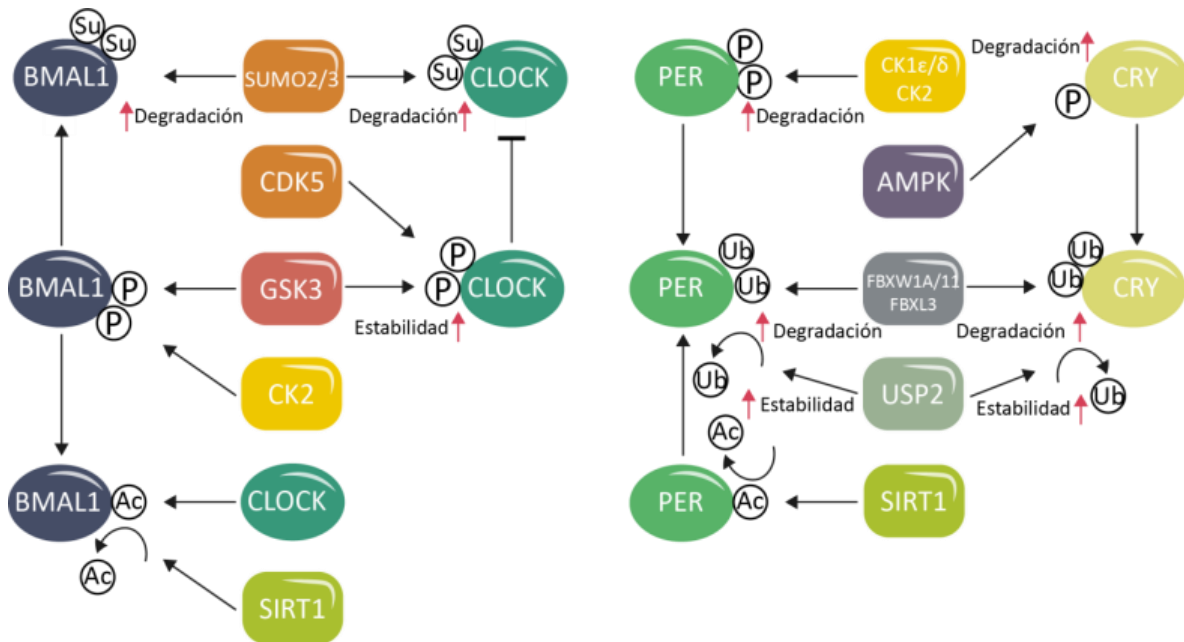 Su
Su
BMAL1
SUMO2/3
Su
Su
CLOCK
Degradación
Degradación
CDK5
BMAL1
P
P
GSK3
P
P
CLOCK
Estabilidad
CK2
BMAL1
Ac
CLOCK
Ac
SIRT1
PER
P
P
CK1ε/δ
CK2
Degradación
P
CRY
Degradación
AMPK
PER
Ub
Ub
FBXW1A/11
FBXL3
Ub
Ub
CRY
Degradación
Degradación
Ub
Estabilidad
USP2
Estabilidad
Ub
Ac
PER
Ac
SIRT1